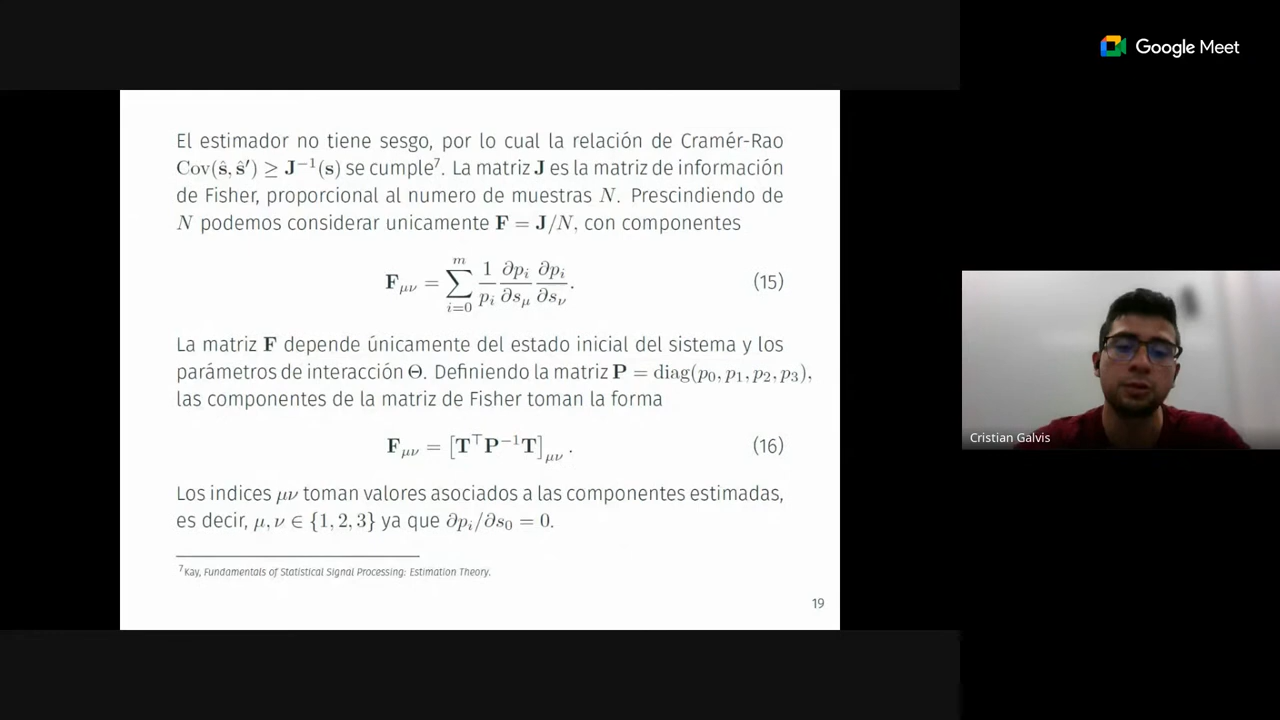 Google Meet
El estimador no tiene sesgo, por lo cual la relación de Cramér-Rao
Cov(ŝ, ŝ′) ≥ J⁻¹(s) se cumple⁷. La matriz J es la matriz de información
de Fisher, proporcional al numero de muestras N. Prescindiendo de
N podemos considerar unicamente F = J/N, con componentes
F_μν = ∑_{i=0}^{m} (1/p_i) (∂p_i/∂s_μ) (∂p_i/∂s_ν). (15)
La matriz F depende únicamente del estado inicial del sistema y los
parámetros de interacción Θ. Definiendo la matriz P = diag(p₀, p₁, p₂, p₃),
las componentes de la matriz de Fisher toman la forma
F_μν = [T^⊤P⁻¹T]_μν. (16)
Los indices μν toman valores asociados a las componentes estimadas,
es decir, μ, ν ∈ {1, 2, 3} ya que ∂p_i/∂s₀ = 0.
⁷Kay, Fundamentals of Statistical Signal Processing: Estimation Theory.
19
Cristian Galvis